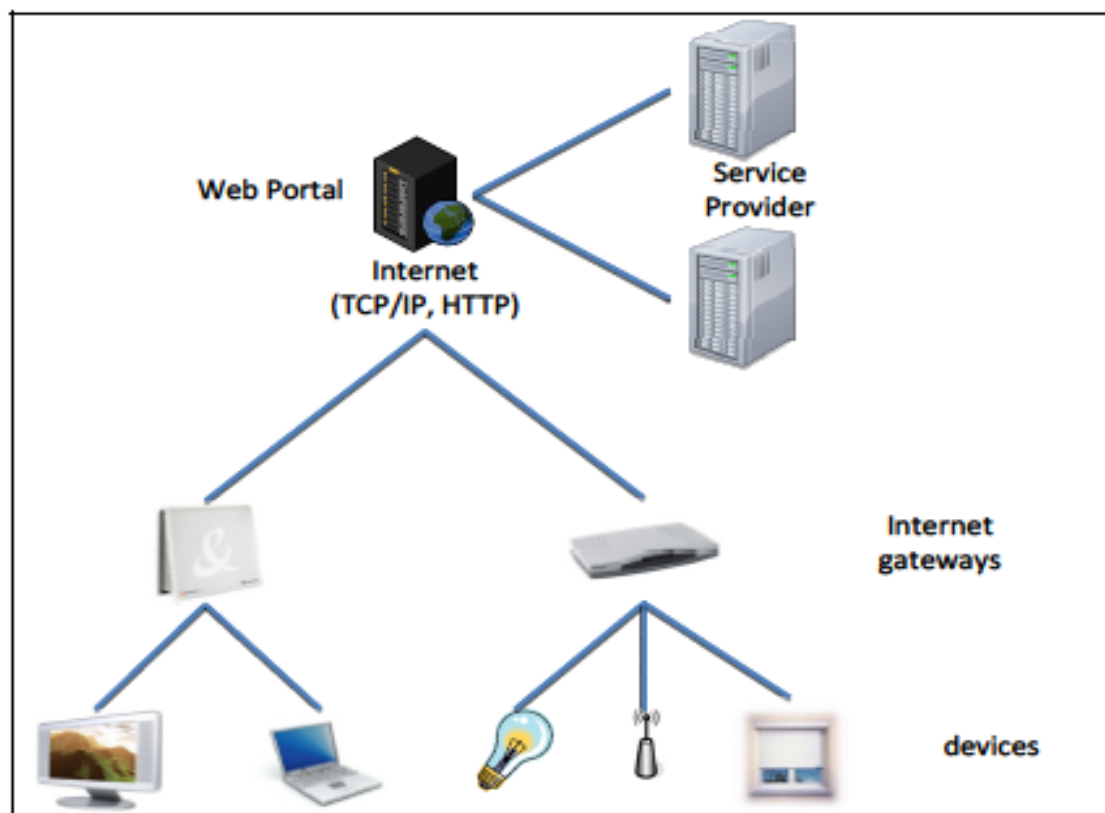 Web Portal
Service
Provider
Internet
(TCP/IP, HTTP)
&
Internet
gateways
devices